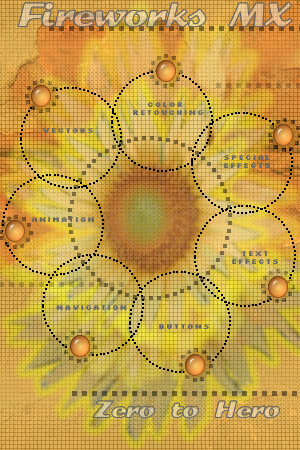 Fireworks MX
COLOR
RETOUCHING
VECTORS
SPECIAL
EFFECTS
ANIMATION
TEXT
EFFECTS
NAVIGATION
BUTTONS
Zero to Hero